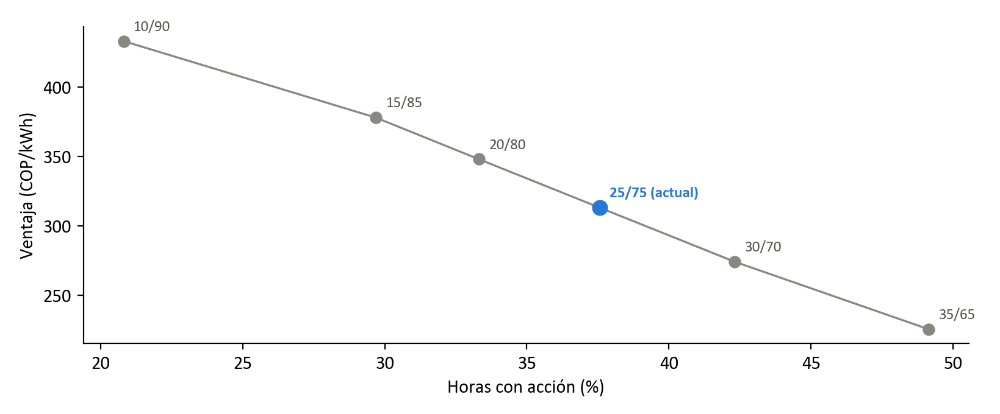 10/90
15/85
20/80
25/75 (actual)
30/70
35/65
Ventaja (COP/kWh)
400
350
300
250
20 25 30 35 40 45 50
Horas con acción (%)